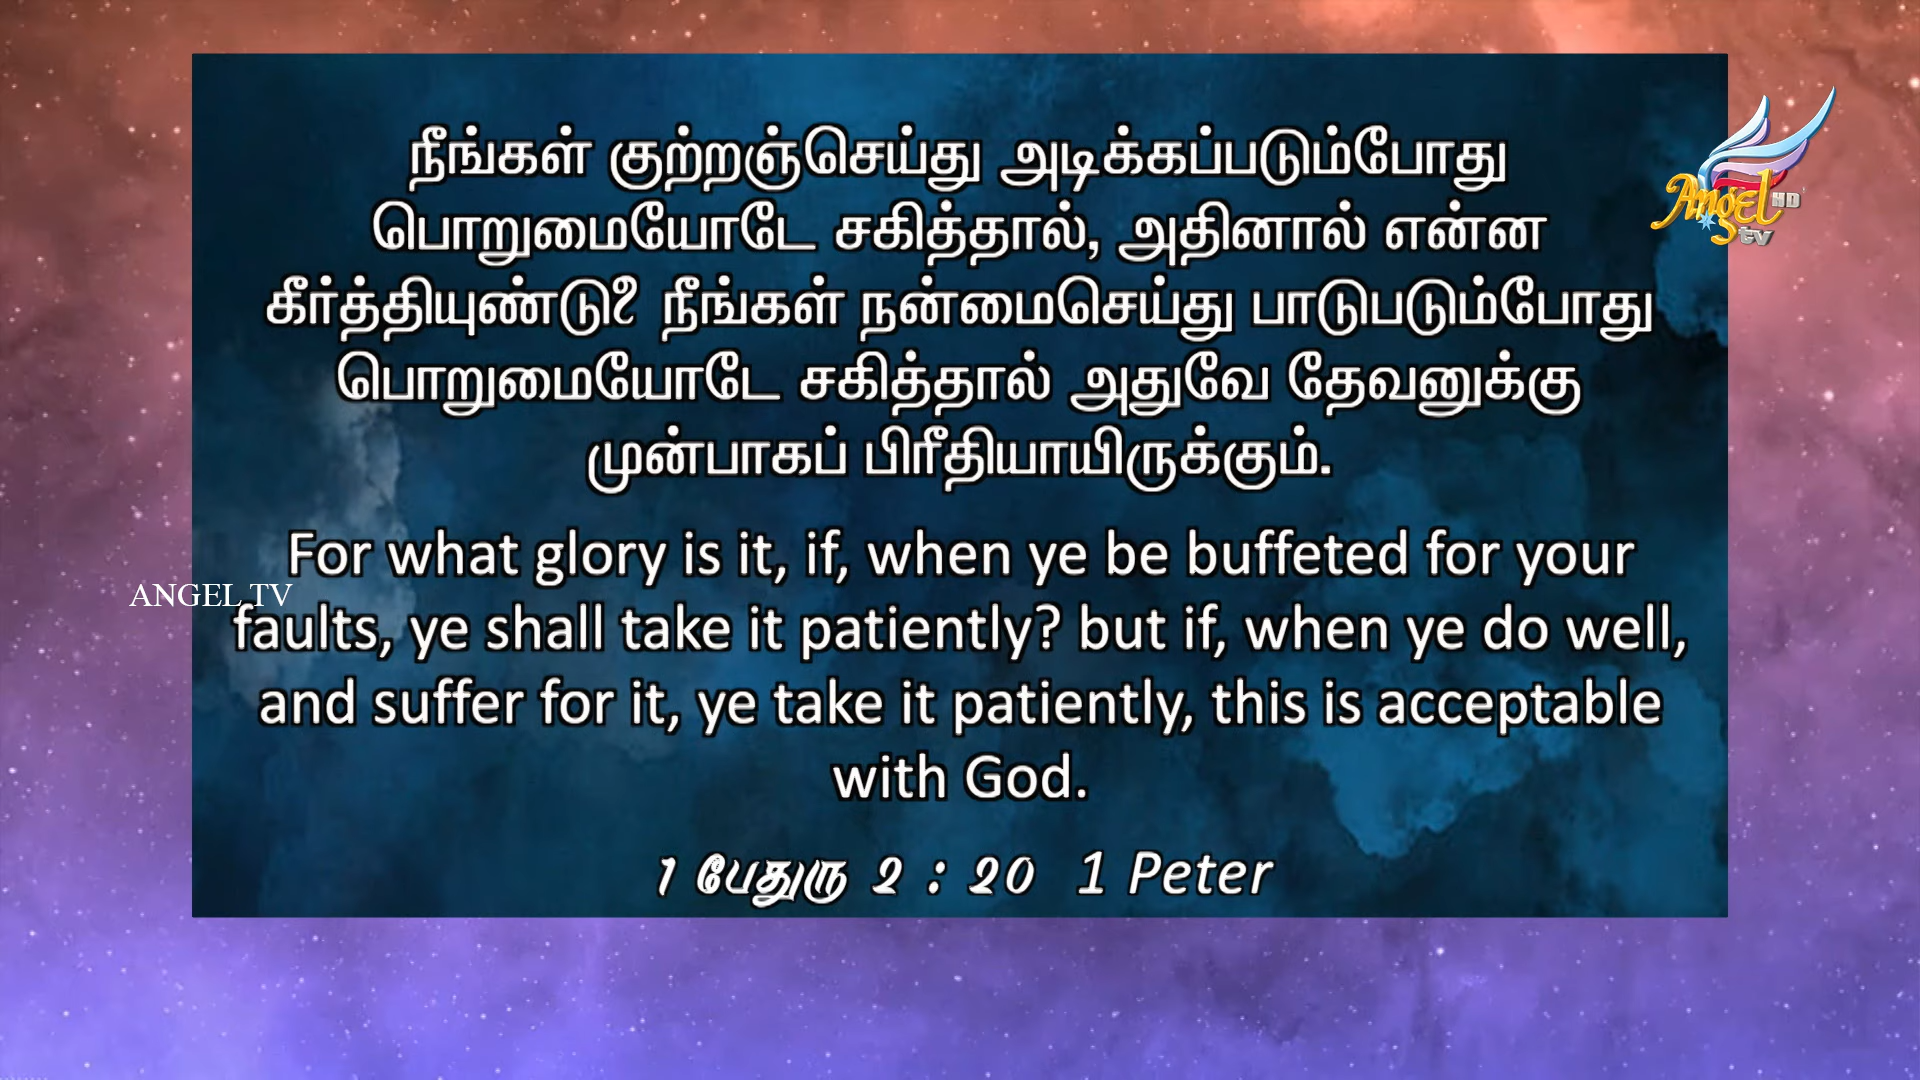 நீங்கள் குற்றஞ்செய்து அடிக்கப்படும்போது
பொறுமையோடே சகித்தால், அதினால் என்ன
கீர்த்தியுண்டு? நீங்கள் நன்மைசெய்து பாடுபடும்போது
பொறுமையோடே சகித்தால் அதுவே தேவனுக்கு
முன்பாகப் பிரீதியாயிருக்கும்.
For what glory is it, if, when ye be buffeted for your
faults, ye shall take it patiently? but if, when ye do well,
and suffer for it, ye take it patiently, this is acceptable
with God.
1 பேதுரு 2 : 20 1 Peter
ANGEL TV
Angel HD
tv